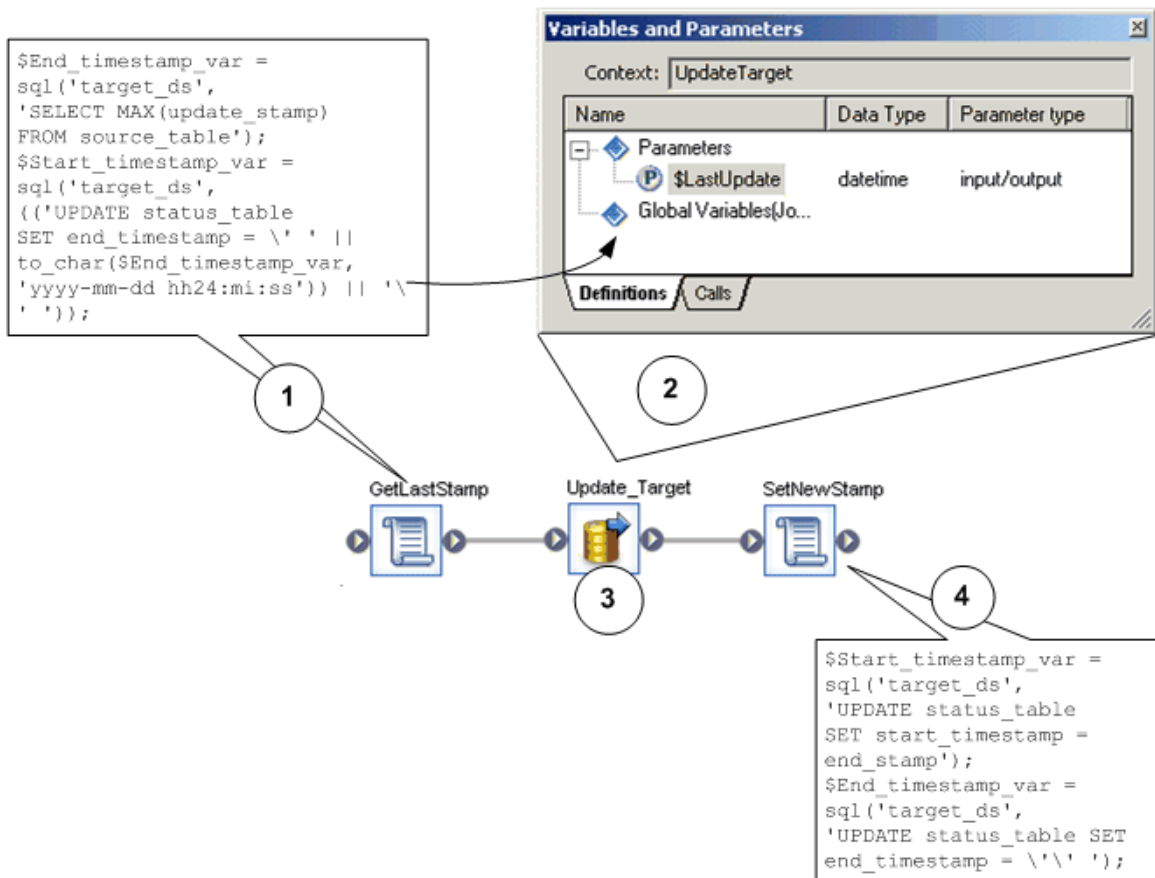 $End_timestamp_var =
sql('target_ds',
'SELECT MAX(update_stamp)
FROM source_table');
$Start_timestamp_var =
sql('target_ds',
(('UPDATE status_table
SET end_timestamp = \' ' ||
to_char($End_timestamp_var,
'yyyy-mm-dd hh24:mi:ss')) || '\
' '));
Variables and Parameters
Context: UpdateTarget
Name Data Type Parameter type
Parameters
$LastUpdate datetime input/output
Global Variables(Jo...
Definitions Calls
1
2
GetLastStamp Update_Target SetNewStamp
3
4
$Start_timestamp_var =
sql('target_ds',
'UPDATE status_table
SET start_timestamp =
end_stamp');
$End_timestamp_var =
sql('target_ds',
'UPDATE status_table SET
end_timestamp = \'\' ');